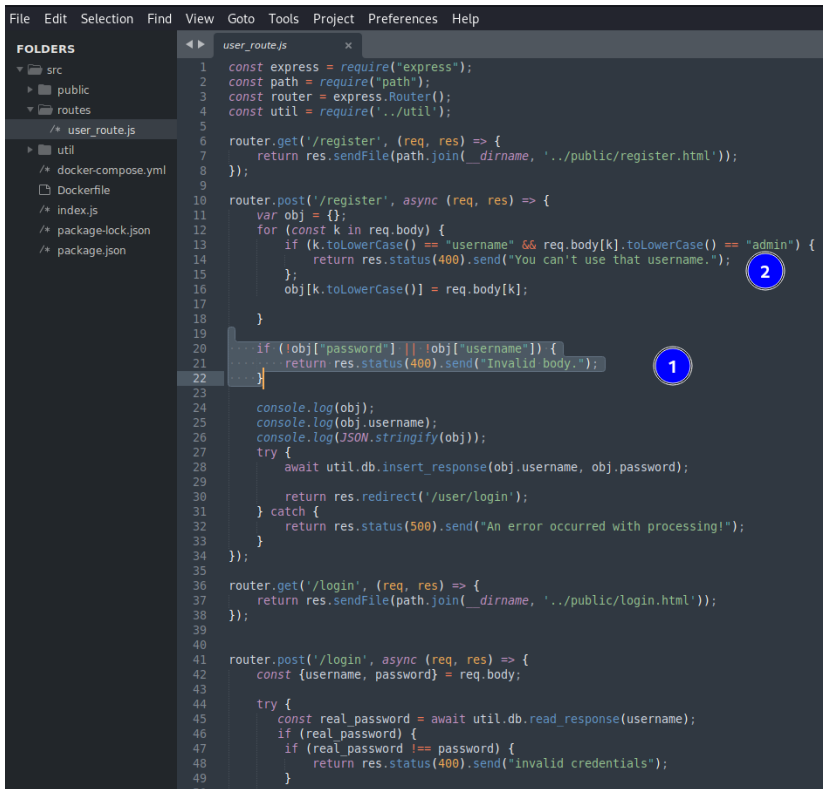 File Edit Selection Find View Goto Tools Project Preferences Help
FOLDERS
src
public
routes
/* user_route.js
util
/* docker-compose.yml
Dockerfile
/* index.js
/* package-lock.json
/* package.json
user_route.js ×
1 const express = require("express");
2 const path = require("path");
3 const router = express.Router();
4 const util = require('../util');
5
6 router.get('/register', (req, res) => {
7     return res.sendFile(path.join(__dirname, '../public/register.html'));
8 });
9
10 router.post('/register', async (req, res) => {
11     var obj = {};
12     for (const k in req.body) {
13         if (k.toLowerCase() == "username" && req.body[k].toLowerCase() == "admin") {
14             return res.status(400).send("You can't use that username.");
15         };
16         obj[k.toLowerCase()] = req.body[k];
17
18     }
19
20     if (!obj["password"] || !obj["username"]) {
21         return res.status(400).send("Invalid body.");
22     }
23
24     console.log(obj);
25     console.log(obj.username);
26     console.log(JSON.stringify(obj));
27     try {
28         await util.db.insert_response(obj.username, obj.password);
29
30         return res.redirect('/user/login');
31     } catch {
32         return res.status(500).send("An error occurred with processing!");
33     }
34 });
35
36 router.get('/login', (req, res) => {
37     return res.sendFile(path.join(__dirname, '../public/login.html'));
38 });
39
40
41 router.post('/login', async (req, res) => {
42     const {username, password} = req.body;
43
44     try {
45        const real_password = await util.db.read_response(username);
46        if (real_password) {
47         if (real_password !== password) {
48             return res.status(400).send("invalid credentials");
49         }
2
1